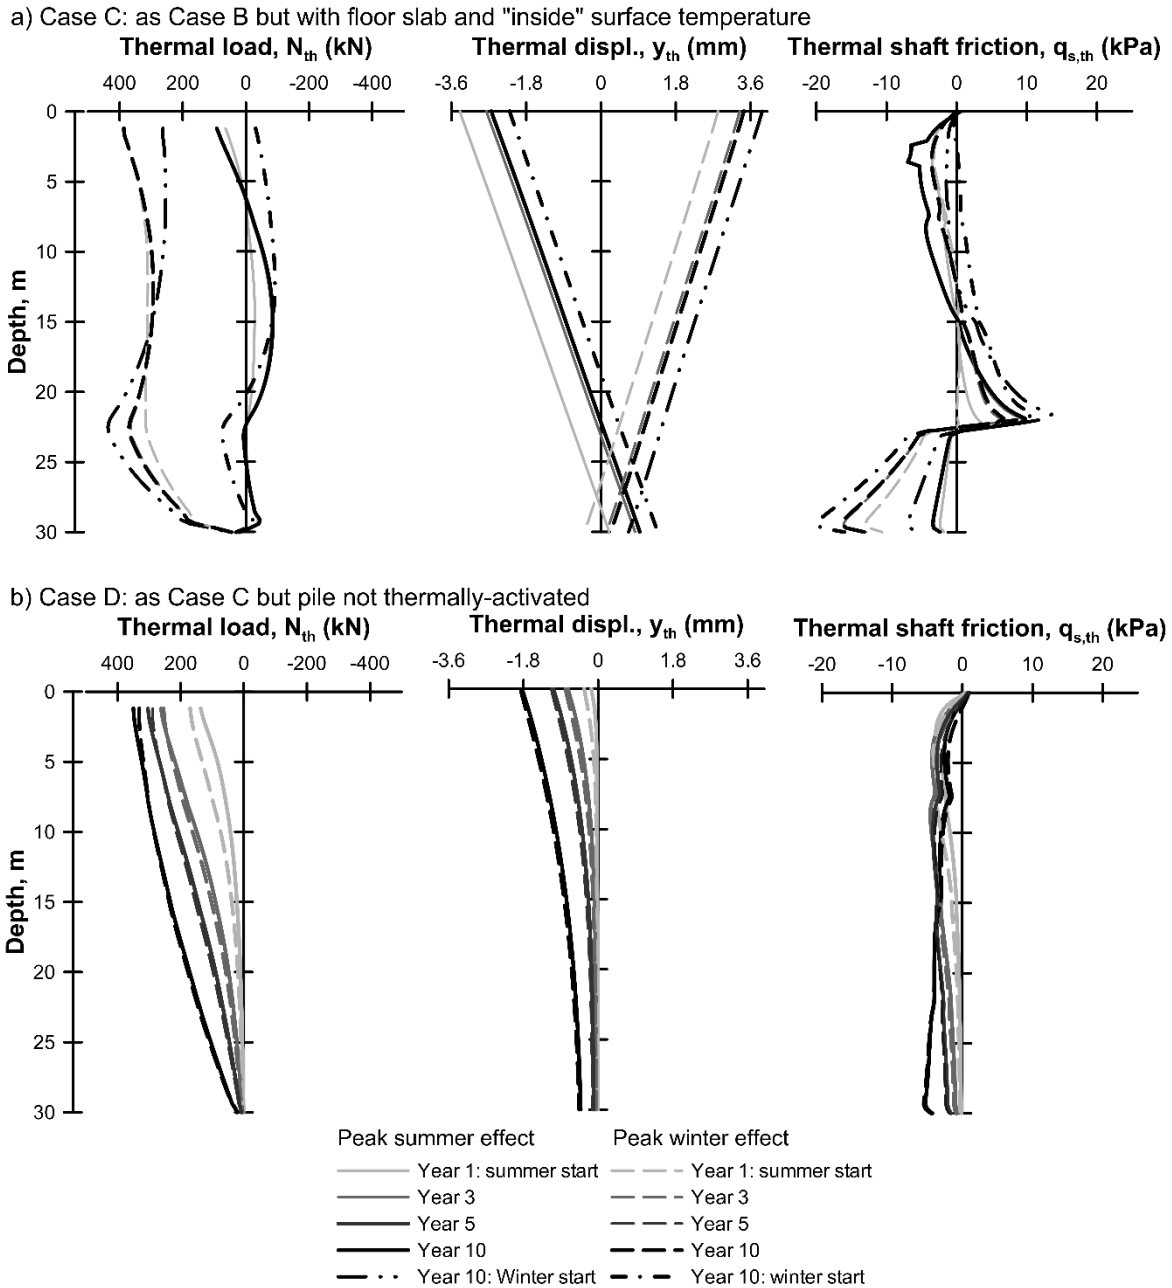 a) Case C: as Case B but with floor slab and "inside" surface temperature
Thermal load, Nth (kN)
Thermal displ., yth (mm)
Thermal shaft friction, qs,th (kPa)
400 200 0 -200 -400
-3.6 -1.8 0 1.8 3.6
-20 -10 0 10 20
Depth, m
0
5
10
15
20
25
30
b) Case D: as Case C but pile not thermally-activated
Thermal load, Nth (kN)
Thermal displ., yth (mm)
Thermal shaft friction, qs,th (kPa)
400 200 0 -200 -400
-3.6 -1.8 0 1.8 3.6
-20 -10 0 10 20
Depth, m
0
5
10
15
20
25
30
Peak summer effect
Peak winter effect
Year 1: summer start
Year 1: summer start
Year 3
Year 3
Year 5
Year 5
Year 10
Year 10
Year 10: Winter start
Year 10: winter start